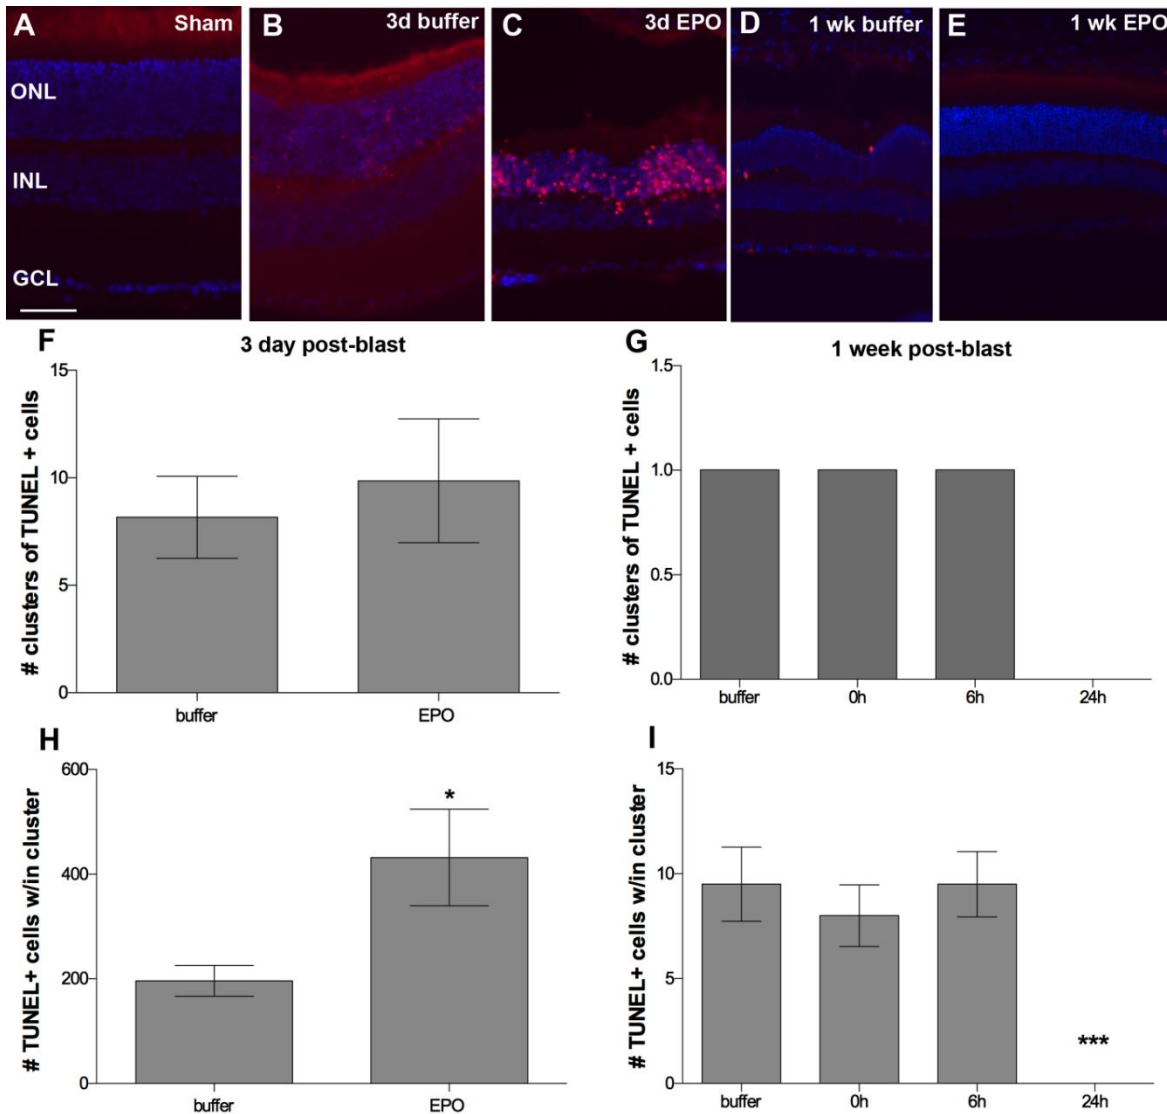 A Sham
B 3d buffer
C 3d EPO
D 1 wk buffer
E 1 wk EPO
ONL
INL
GCL
F 3 day post-blast
# clusters of TUNEL + cells
15
10
5
0
buffer EPO
G 1 week post-blast
# clusters of TUNEL + cells
1.5
1.0
0.5
0.0
buffer 0h 6h 24h
H
# TUNEL+ cells w/in cluster
600
400
200
0
*
buffer EPO
I
# TUNEL+ cells w/in cluster
15
10
5
0
***
buffer 0h 6h 24h